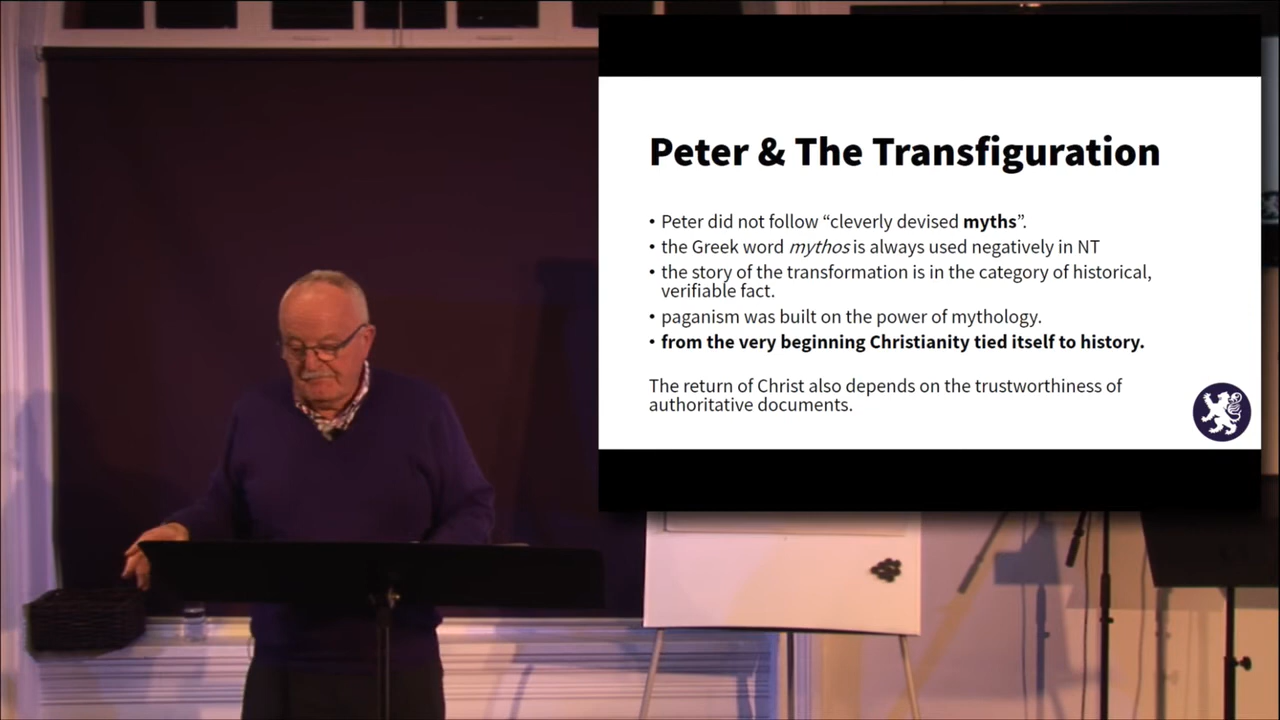 Peter & The Transfiguration
• Peter did not follow “cleverly devised myths”.
• the Greek word mythos is always used negatively in NT
• the story of the transformation is in the category of historical,
verifiable fact.
• paganism was built on the power of mythology.
• from the very beginning Christianity tied itself to history.
The return of Christ also depends on the trustworthiness of
authoritative documents.